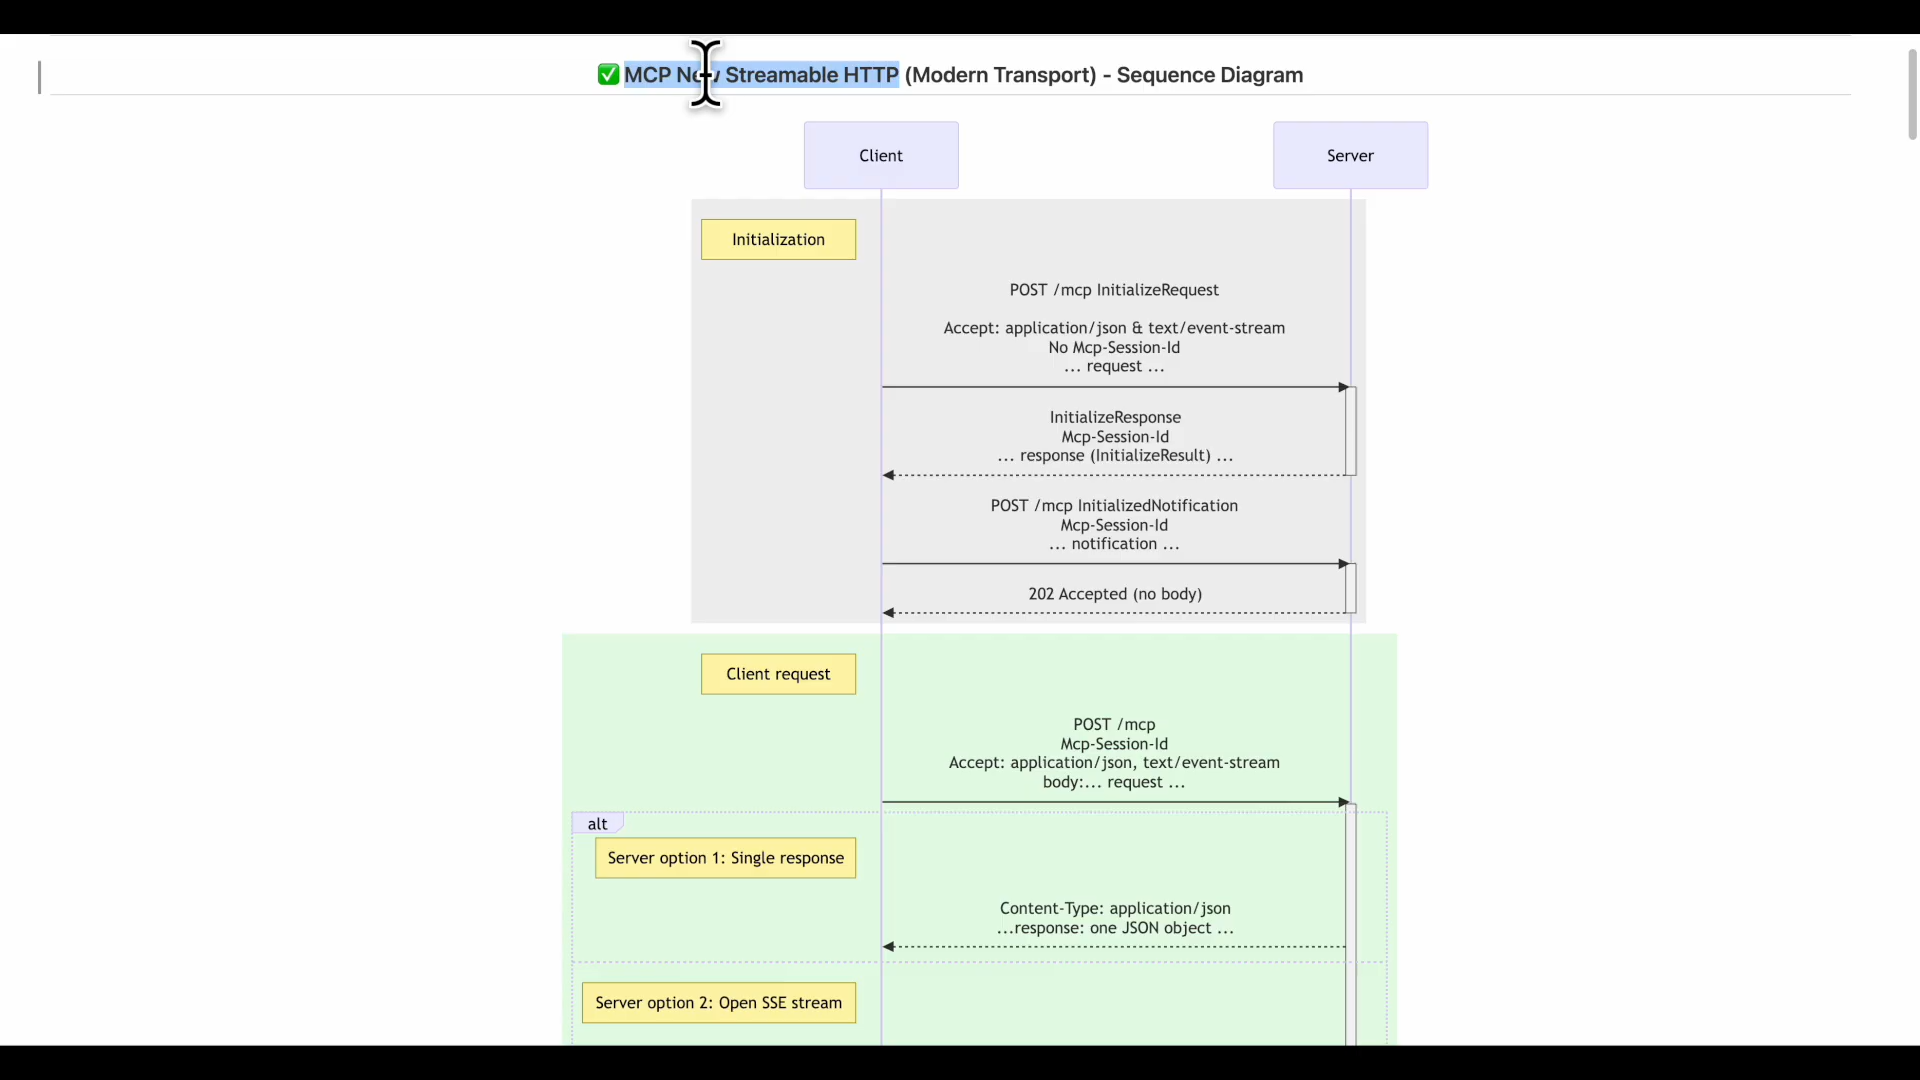 ✅ MCP New Streamable HTTP (Modern Transport) - Sequence Diagram
Client
Server
Initialization
POST /mcp InitializeRequest
Accept: application/json & text/event-stream
No Mcp-Session-Id
... request ...
InitializeResponse
Mcp-Session-Id
... response (InitializeResult) ...
POST /mcp InitializedNotification
Mcp-Session-Id
... notification ...
202 Accepted (no body)
Client request
POST /mcp
Mcp-Session-Id
Accept: application/json, text/event-stream
body:... request ...
alt
Server option 1: Single response
Content-Type: application/json
...response: one JSON object ...
Server option 2: Open SSE stream